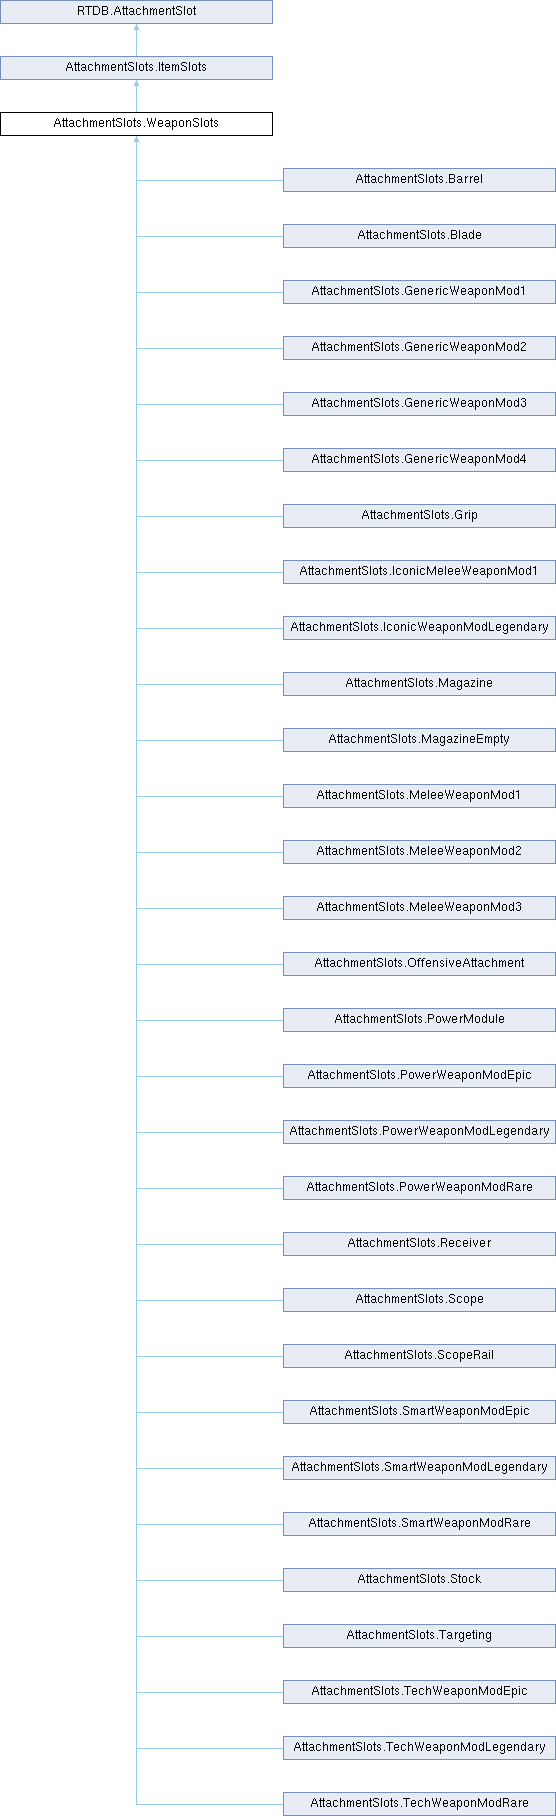 RTDB.AttachmentSlot
AttachmentSlots.ItemSlots
AttachmentSlots.WeaponSlots
AttachmentSlots.Barrel
AttachmentSlots.Blade
AttachmentSlots.GenericWeaponMod1
AttachmentSlots.GenericWeaponMod2
AttachmentSlots.GenericWeaponMod3
AttachmentSlots.GenericWeaponMod4
AttachmentSlots.Grip
AttachmentSlots.IconicMeleeWeaponMod1
AttachmentSlots.IconicWeaponModLegendary
AttachmentSlots.Magazine
AttachmentSlots.MagazineEmpty
AttachmentSlots.MeleeWeaponMod1
AttachmentSlots.MeleeWeaponMod2
AttachmentSlots.MeleeWeaponMod3
AttachmentSlots.OffensiveAttachment
AttachmentSlots.PowerModule
AttachmentSlots.PowerWeaponModEpic
AttachmentSlots.PowerWeaponModLegendary
AttachmentSlots.PowerWeaponModRare
AttachmentSlots.Receiver
AttachmentSlots.Scope
AttachmentSlots.ScopeRail
AttachmentSlots.SmartWeaponModEpic
AttachmentSlots.SmartWeaponModLegendary
AttachmentSlots.SmartWeaponModRare
AttachmentSlots.Stock
AttachmentSlots.Targeting
AttachmentSlots.TechWeaponModEpic
AttachmentSlots.TechWeaponModLegendary
AttachmentSlots.TechWeaponModRare